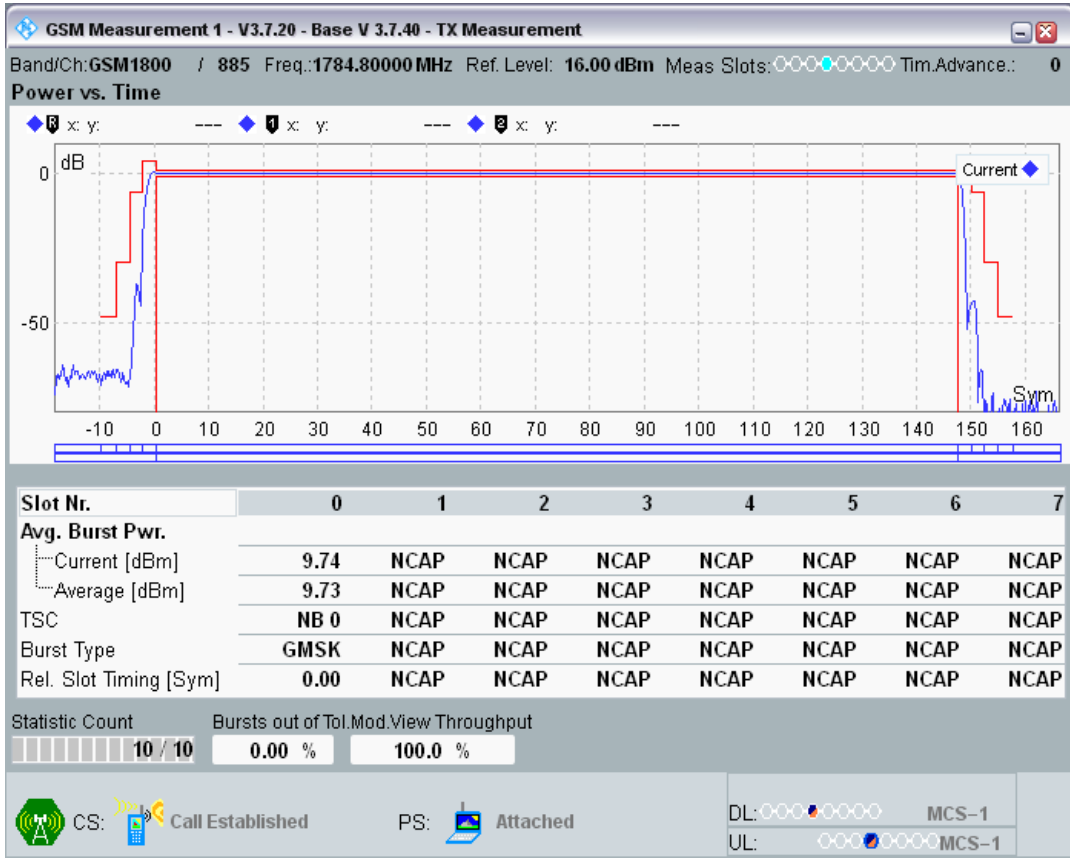 GSM Measurement 1 - V3.7.20 - Base V 3.7.40 - TX Measurement
Band/Ch:GSM1800 / 885 Freq.:1784.80000 MHz Ref. Level: 16.00 dBm Meas Slots: Tim.Advance.: 0
Power vs. Time
R x: y: --- 1 x: y: --- 2 x: y: ---
dB
Current
0
-50
Sym
-10 0 10 20 30 40 50 60 70 80 90 100 110 120 130 140 150 160
Slot Nr. 0 1 2 3 4 5 6 7
Avg. Burst Pwr.
Current [dBm] 9.74 NCAP NCAP NCAP NCAP NCAP NCAP NCAP
Average [dBm] 9.73 NCAP NCAP NCAP NCAP NCAP NCAP NCAP
TSC NB 0 NCAP NCAP NCAP NCAP NCAP NCAP NCAP
Burst Type GMSK NCAP NCAP NCAP NCAP NCAP NCAP NCAP
Rel. Slot Timing [Sym] 0.00 NCAP NCAP NCAP NCAP NCAP NCAP NCAP
Statistic Count Bursts out of Tol.Mod.View Throughput
10 / 10 0.00 % 100.0 %
CS: Call Established PS: Attached
DL: MCS-1
UL: MCS-1